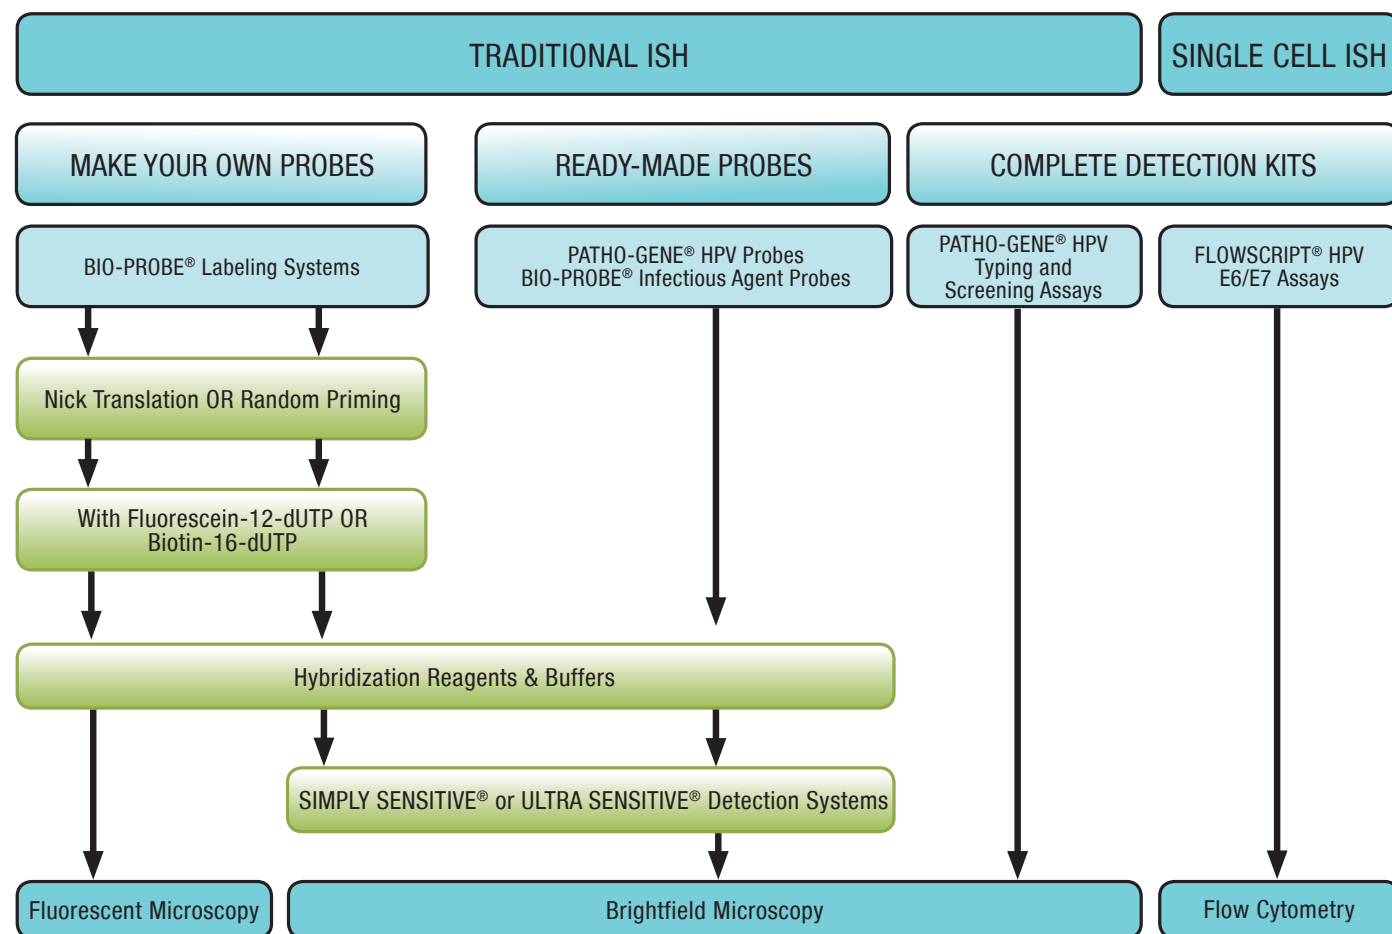 TRADITIONAL ISH
SINGLE CELL ISH
MAKE YOUR OWN PROBES
READY-MADE PROBES
COMPLETE DETECTION KITS
BIO-PROBE® Labeling Systems
PATHO-GENE® HPV Probes
BIO-PROBE® Infectious Agent Probes
PATHO-GENE® HPV
Typing and
Screening Assays
FLOWSCRIPT® HPV
E6/E7 Assays
Nick Translation OR Random Priming
With Fluorescein-12-dUTP OR
Biotin-16-dUTP
Hybridization Reagents & Buffers
SIMPLY SENSITIVE® or ULTRA SENSITIVE® Detection Systems
Fluorescent Microscopy
Brightfield Microscopy
Flow Cytometry